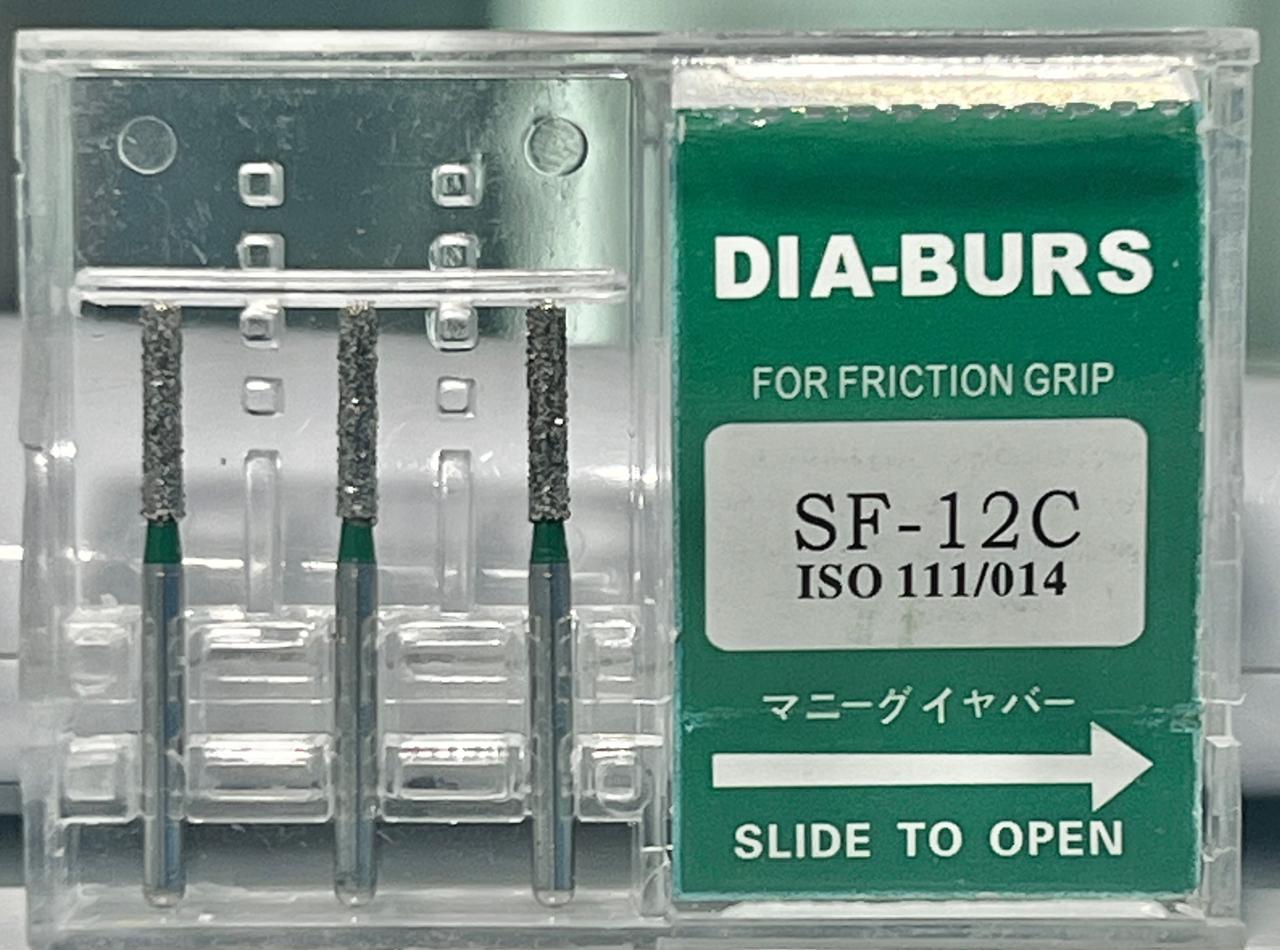 DIA-BURS
FOR FRICTION GRIP
SF-12C
ISO 111/014
マニーグイヤバー
SLIDE TO OPEN